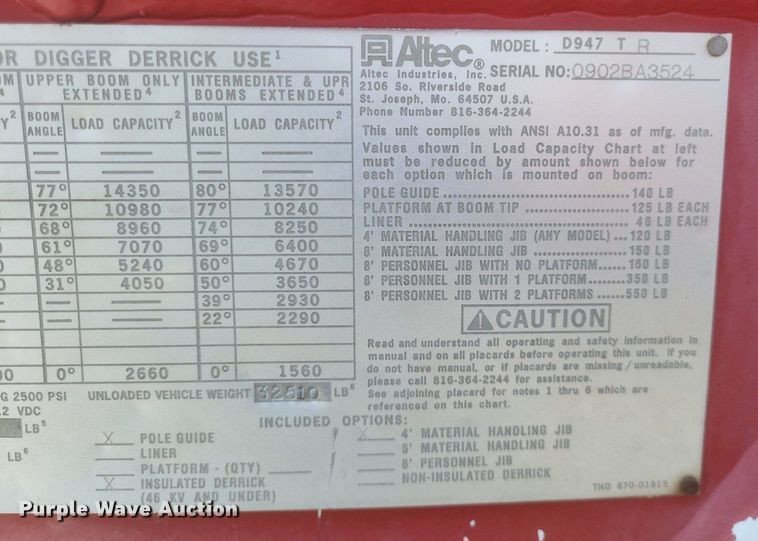 OR DIGGER DERRICK USE¹
UPPER BOOM ONLY EXTENDED⁴
INTERMEDIATE & UPR BOOMS EXTENDED⁴
BOOM ANGLE LOAD CAPACITY² BOOM ANGLE LOAD CAPACITY²
— — — —
— — — —
77° 14350 80° 13570
72° 10980 77° 10240
68° 8960 74° 8250
61° 7070 69° 6400
48° 5240 60° 4670
31° 4050 50° 3650
— — 39° 2930
— — 22° 2290
0° 2660 0° 1560
G 2500 PSI UNLOADED VEHICLE WEIGHT 32510 LB⁶
2 VDC
LB⁵
LB⁶
Altec®
Altec Industries, Inc.
2106 So. Riverside Road
St. Joseph, Mo. 64507 U.S.A.
Phone Number 816-364-2244
MODEL: D947 T R
SERIAL NO: 0902BA3524
This unit complies with ANSI A10.31 as of mfg. date.
Values shown in Load Capacity Chart at left
must be reduced by amount shown below for
each option which is mounted on boom:
POLE GUIDE ... 140 LB
PLATFORM AT BOOM TIP ... 125 LB EACH
LINER ... 40 LB EACH
4' MATERIAL HANDLING JIB (ANY MODEL) ... 120 LB
8' MATERIAL HANDLING JIB ... 150 LB
8' PERSONNEL JIB WITH NO PLATFORM ... 150 LB
8' PERSONNEL JIB WITH 1 PLATFORM ... 350 LB
8' PERSONNEL JIB WITH 2 PLATFORMS ... 550 LB
CAUTION
Read and understand all operating and safety information in
manual and on all placards before operating this unit. If you
do not have manual, or if placards are missing/unreadable,
please call 816-364-2244 for assistance.
See adjoining placard for notes 1 thru 6 which are
referenced on this chart.
INCLUDED OPTIONS:
X POLE GUIDE
LINER
PLATFORM - (QTY)
X INSULATED DERRICK
(46 KV AND UNDER)
X 4' MATERIAL HANDLING JIB
8' MATERIAL HANDLING JIB
8' PERSONNEL JIB
NON-INSULATED DERRICK
THD 670-01815
Purple Wave Auction